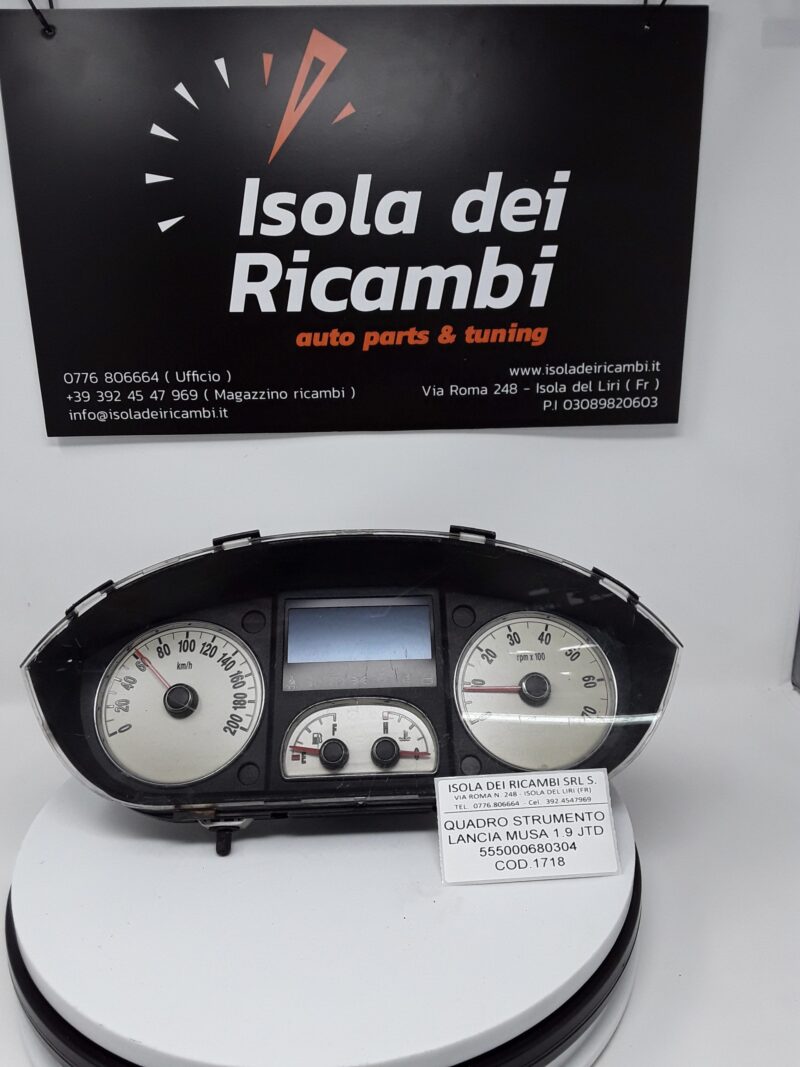 Isola dei
Ricambi
auto parts & tuning
0776 806664 ( Ufficio )
+39 392 45 47 969 ( Magazzino ricambi )
info@isoladeiricambi.it
www.isoladeiricambi.it
Via Roma 248 - Isola del Liri ( Fr )
P.I 03089820603
0 20 40 60 80 100 120 140 160 180 200
km/h
20 30 40 50 60 70
rpm x 100
ISOLA DEI RICAMBI SRL S.
VIA ROMA N. 248 - ISOLA DEL LIRI (FR)
TEL. 0776.806664 - Cel. 392.4547969
QUADRO STRUMENTO
LANCIA MUSA 1.9 JTD
555000680304
COD.1718